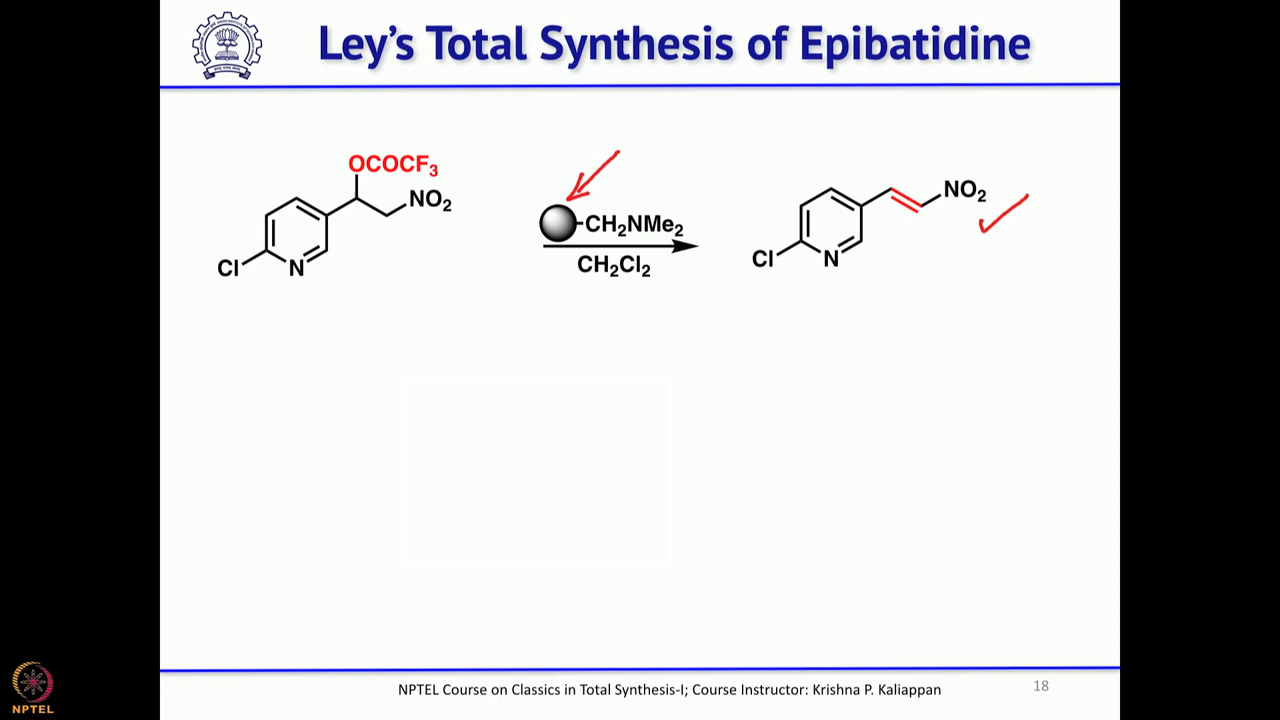 Ley's Total Synthesis of Epibatidine
OCOCF3
NO2
Cl
N
CH2NMe2
CH2Cl2
NO2
Cl
N
NPTEL Course on Classics in Total Synthesis-I; Course Instructor: Krishna P. Kaliappan
18
NPTEL